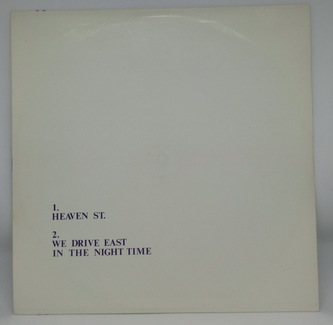 1.
HEAVEN ST.
2.
WE DRIVE EAST
IN THE NIGHT TIME